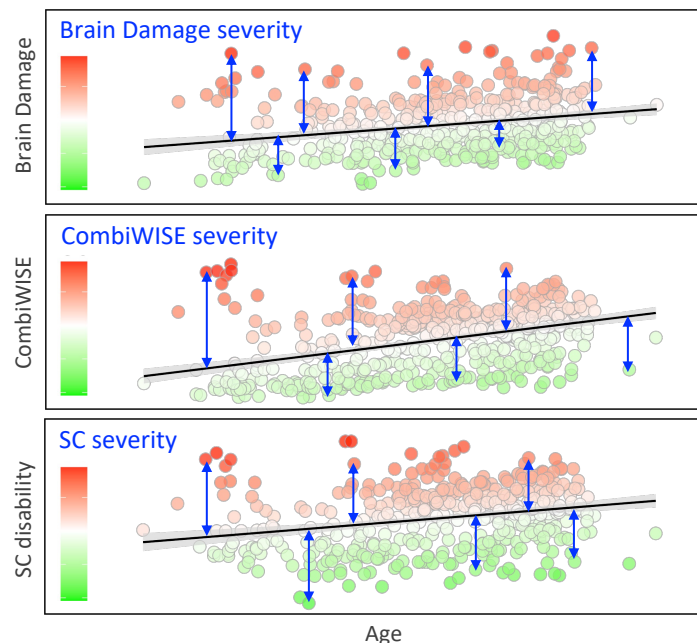 Brain Damage severity
Brain Damage
CombiWISE severity
CombiWISE
SC severity
SC disability
Age